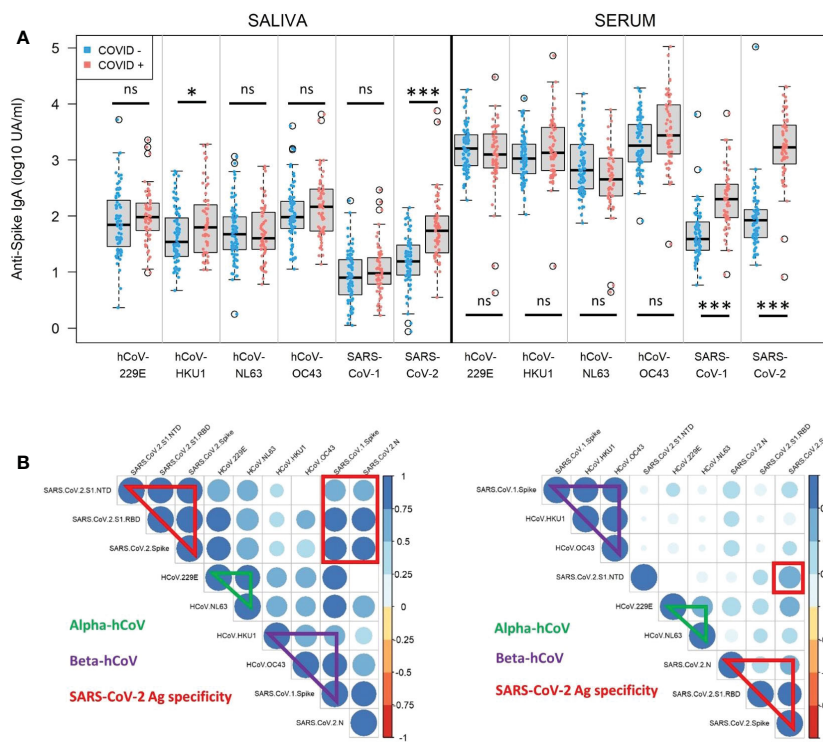 SALIVA
SERUM
A
COVID -
COVID +
Anti-Spike IgA (log10 UA/ml)
5
4
3
2
1
0
ns
*
ns
ns
ns
***
ns
ns
ns
ns
***
***
hCoV-
229E
hCoV-
HKU1
hCoV-
NL63
hCoV-
OC43
SARS-
CoV-1
SARS-
CoV-2
hCoV-
229E
hCoV-
HKU1
hCoV-
NL63
hCoV-
OC43
SARS-
CoV-1
SARS-
CoV-2
B
SARS.CoV.2.S1.NTD
SARS.CoV.2.S1.RBD
SARS.CoV.2.Spike
HCoV.229E
HCoV.NL63
HCoV.HKU1
HCoV.OC43
SARS.CoV.1.Spike
SARS.CoV.2.N
SARS.CoV.2.S1.NTD
SARS.CoV.2.S1.RBD
SARS.CoV.2.Spike
HCoV.229E
HCoV.NL63
HCoV.HKU1
HCoV.OC43
SARS.CoV.1.Spike
SARS.CoV.2.N
1
0.75
0.5
0.25
0
-0.25
-0.5
-0.75
-1
Alpha-hCoV
Beta-hCoV
SARS-CoV-2 Ag specificity
SARS.CoV.1.Spike
HCoV.HKU1
HCoV.OC43
SARS.CoV.2.S1.NTD
HCoV.229E
HCoV.NL63
SARS.CoV.2.N
SARS.CoV.2.S1.RBD
SARS.CoV.2.Spike
SARS.CoV.1.Spike
HCoV.HKU1
HCoV.OC43
SARS.CoV.2.S1.NTD
HCoV.229E
HCoV.NL63
SARS.CoV.2.N
SARS.CoV.2.S1.RBD
SARS.CoV.2.Spike
Alpha-hCoV
Beta-hCoV
SARS-CoV-2 Ag specificity